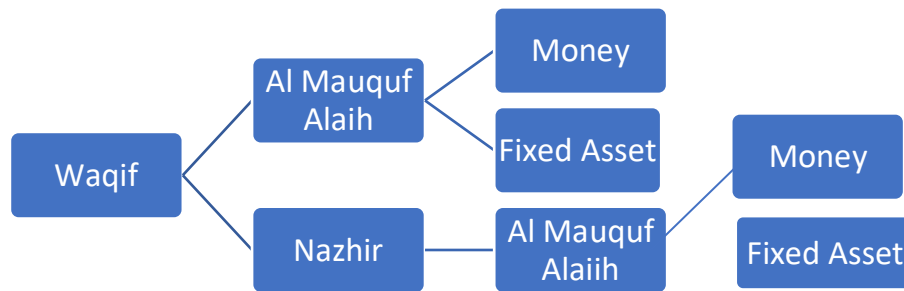 Waqif
Al Mauquf
Alaih
Money
Fixed Asset
Nazhir
Al Mauquf
Alaiih
Money
Fixed Asset